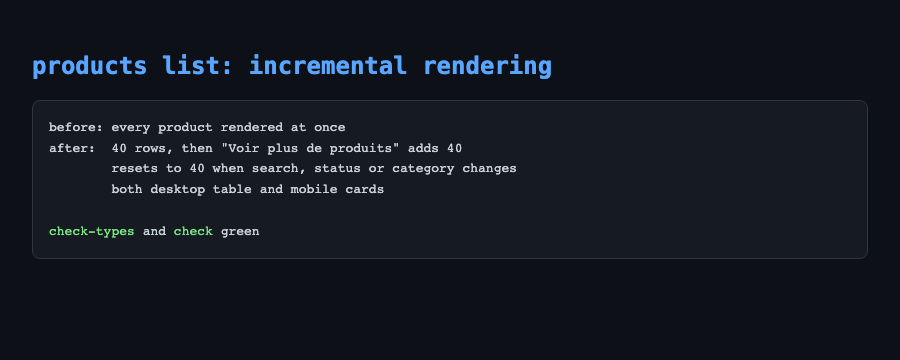 products list: incremental rendering
before: every product rendered at once
after:  40 rows, then "Voir plus de produits" adds 40
resets to 40 when search, status or category changes
both desktop table and mobile cards
check-types and check green